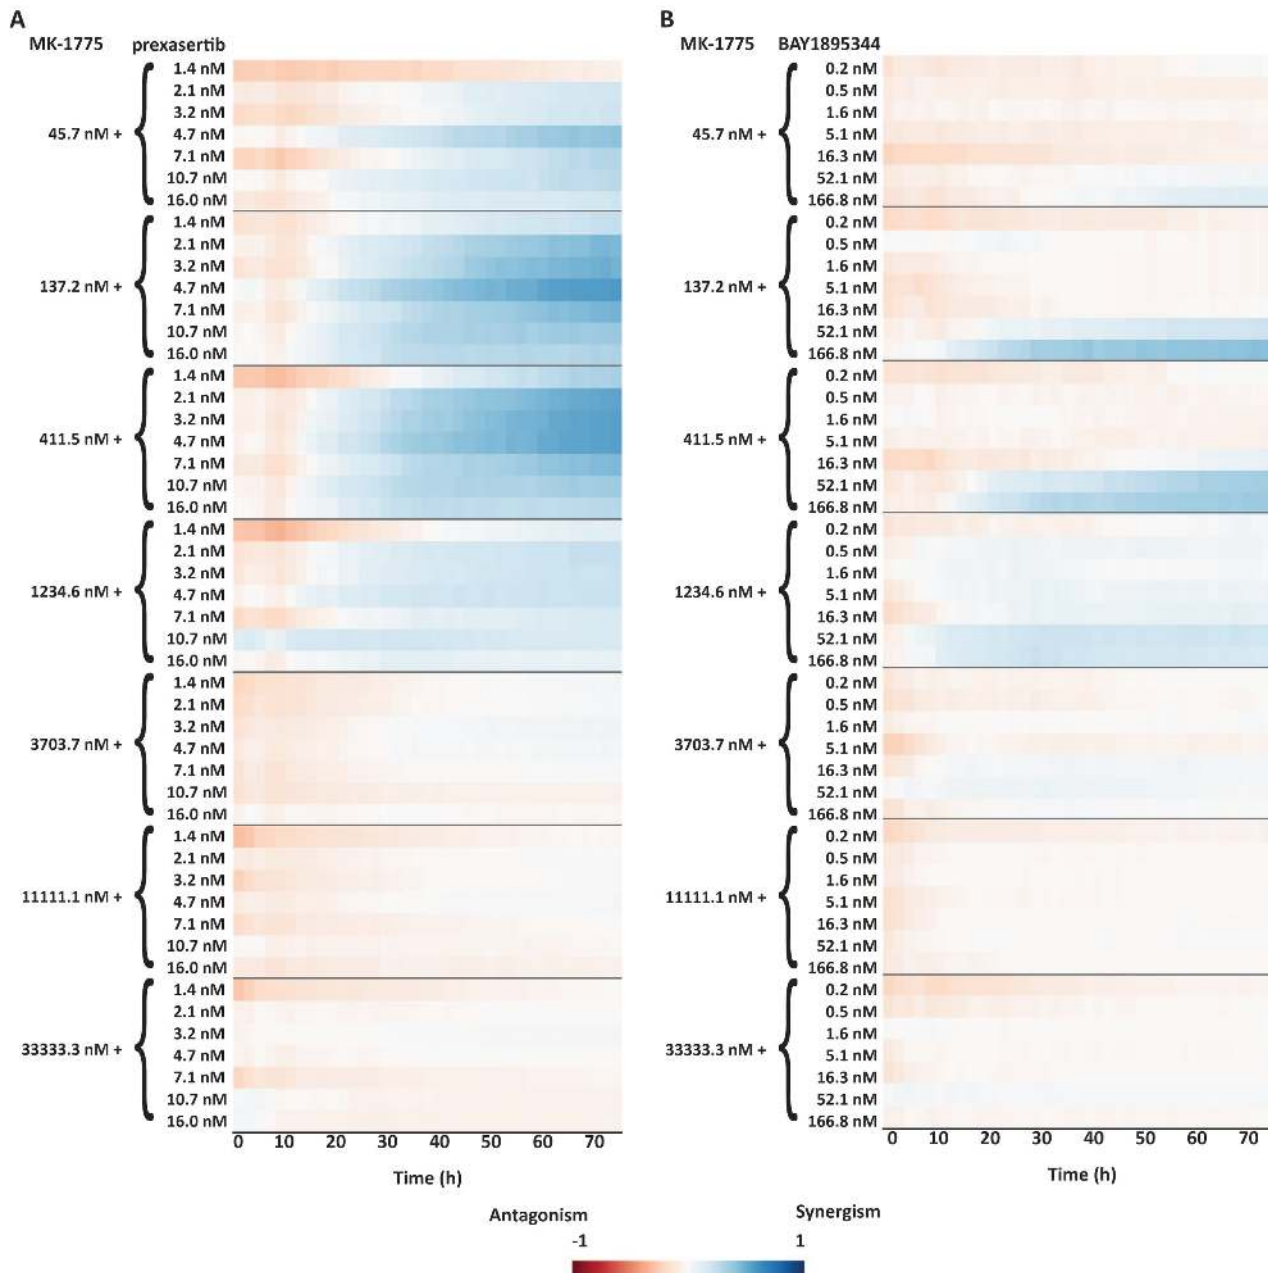 A
MK-1775 prexasertib
45.7 nM +
1.4 nM
2.1 nM
3.2 nM
4.7 nM
7.1 nM
10.7 nM
16.0 nM
137.2 nM +
1.4 nM
2.1 nM
3.2 nM
4.7 nM
7.1 nM
10.7 nM
16.0 nM
411.5 nM +
1.4 nM
2.1 nM
3.2 nM
4.7 nM
7.1 nM
10.7 nM
16.0 nM
1234.6 nM +
1.4 nM
2.1 nM
3.2 nM
4.7 nM
7.1 nM
10.7 nM
16.0 nM
3703.7 nM +
1.4 nM
2.1 nM
3.2 nM
4.7 nM
7.1 nM
10.7 nM
16.0 nM
11111.1 nM +
1.4 nM
2.1 nM
3.2 nM
4.7 nM
7.1 nM
10.7 nM
16.0 nM
33333.3 nM +
1.4 nM
2.1 nM
3.2 nM
4.7 nM
7.1 nM
10.7 nM
16.0 nM
0 10 20 30 40 50 60 70
Time (h)
B
MK-1775 BAY1895344
45.7 nM +
0.2 nM
0.5 nM
1.6 nM
5.1 nM
16.3 nM
52.1 nM
166.8 nM
137.2 nM +
0.2 nM
0.5 nM
1.6 nM
5.1 nM
16.3 nM
52.1 nM
166.8 nM
411.5 nM +
0.2 nM
0.5 nM
1.6 nM
5.1 nM
16.3 nM
52.1 nM
166.8 nM
1234.6 nM +
0.2 nM
0.5 nM
1.6 nM
5.1 nM
16.3 nM
52.1 nM
166.8 nM
3703.7 nM +
0.2 nM
0.5 nM
1.6 nM
5.1 nM
16.3 nM
52.1 nM
166.8 nM
11111.1 nM +
0.2 nM
0.5 nM
1.6 nM
5.1 nM
16.3 nM
52.1 nM
166.8 nM
33333.3 nM +
0.2 nM
0.5 nM
1.6 nM
5.1 nM
16.3 nM
52.1 nM
166.8 nM
0 10 20 30 40 50 60 70
Time (h)
Antagonism Synergism
-1 1